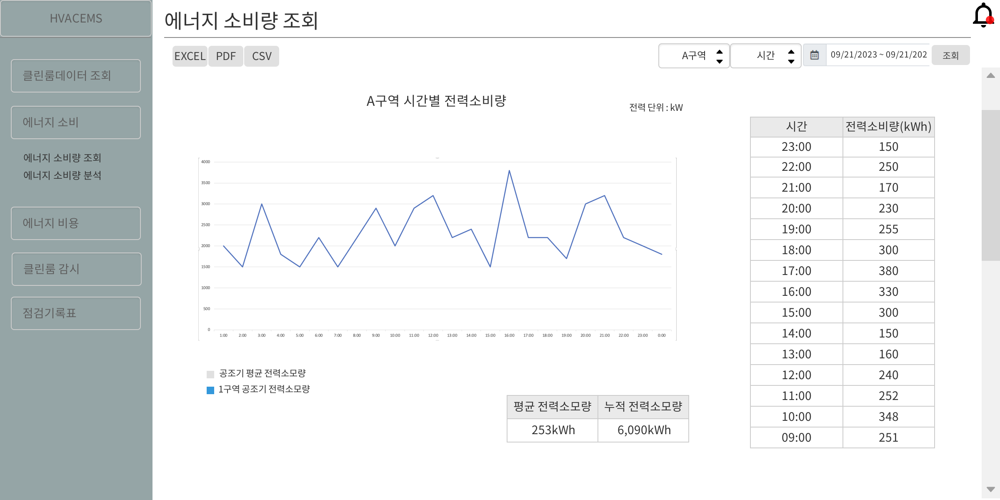 HVACEMS
클린룸데이터 조회
에너지 소비
에너지 소비량 조회
에너지 소비량 분석
에너지 비용
클린룸 감시
점검기록표
에너지 소비량 조회
EXCEL PDF CSV
A구역 시간 09/21/2023 ~ 09/21/202 조회
A구역 시간별 전력소비량
전력 단위 : kW
4000
3500
3000
2500
2000
1500
1000
500
0
1:00 2:00 3:00 4:00 5:00 6:00 7:00 8:00 9:00 10:00 11:00 12:00 13:00 14:00 15:00 16:00 17:00 18:00 19:00 20:00 21:00 22:00 23:00 0:00
공조기 평균 전력소모량
1구역 공조기 전력소모량
평균 전력소모량 누적 전력소모량
253kWh 6,090kWh
시간 전력소비량(kWh)
23:00 150
22:00 250
21:00 170
20:00 230
19:00 255
18:00 300
17:00 380
16:00 330
15:00 300
14:00 150
13:00 160
12:00 240
11:00 252
10:00 348
09:00 251